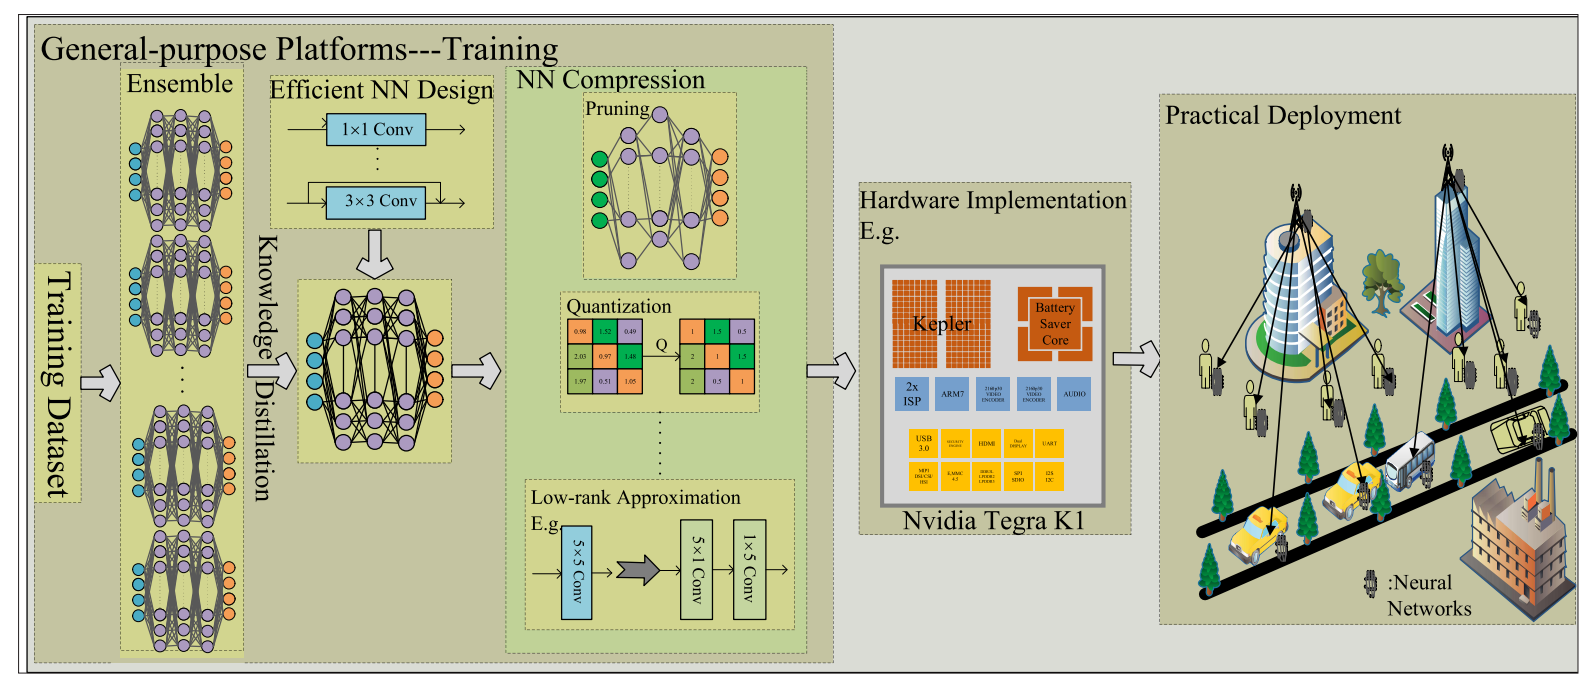 General-purpose Platforms---Training
Training Dataset
Ensemble
Knowledge Distillation
Efficient NN Design
1×1 Conv
3×3 Conv
NN Compression
Pruning
Quantization
0.98 1.52 0.49
2.03 0.97 1.48
1.97 0.51 1.05
Q
1 1.5 0.5
2 1 1.5
2 0.5 1
Low-rank Approximation
E.g.
5×5 Conv
5×1 Conv
1×5 Conv
Hardware Implementation
E.g.
Kepler
Battery
Saver
Core
2x
ISP
ARM7
2160p30
VIDEO
ENCODER
2160p30
VIDEO
ENCODER
AUDIO
USB
3.0
SECURITY
ENGINE
HDMI
Dual
DISPLAY
UART
MIPI
DSI/CSI/
HSI
E.MMC
4.5
DDR3L
LPDDR2
LPDDR3
SPI
SDIO
I2S
I2C
Nvidia Tegra K1
Practical Deployment
:Neural
Networks